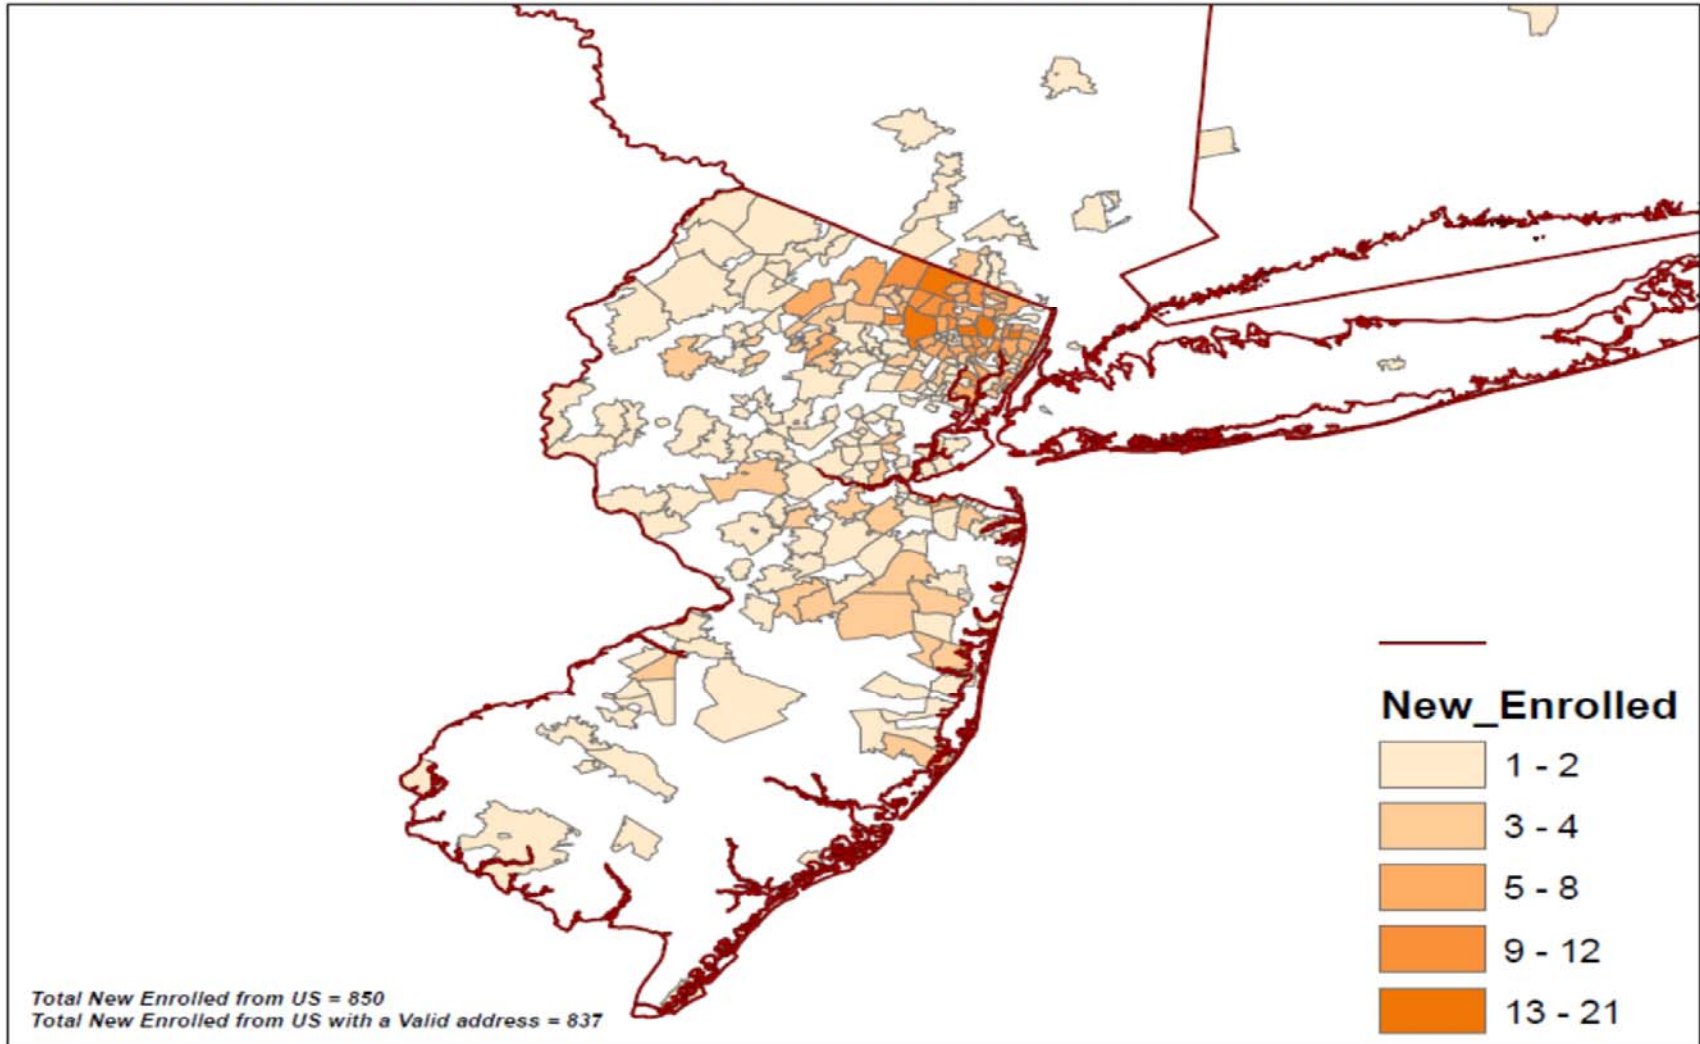 New_Enrolled
1 - 2
3 - 4
5 - 8
9 - 12
13 - 21
Total New Enrolled from US = 850
Total New Enrolled from US with a Valid address = 837